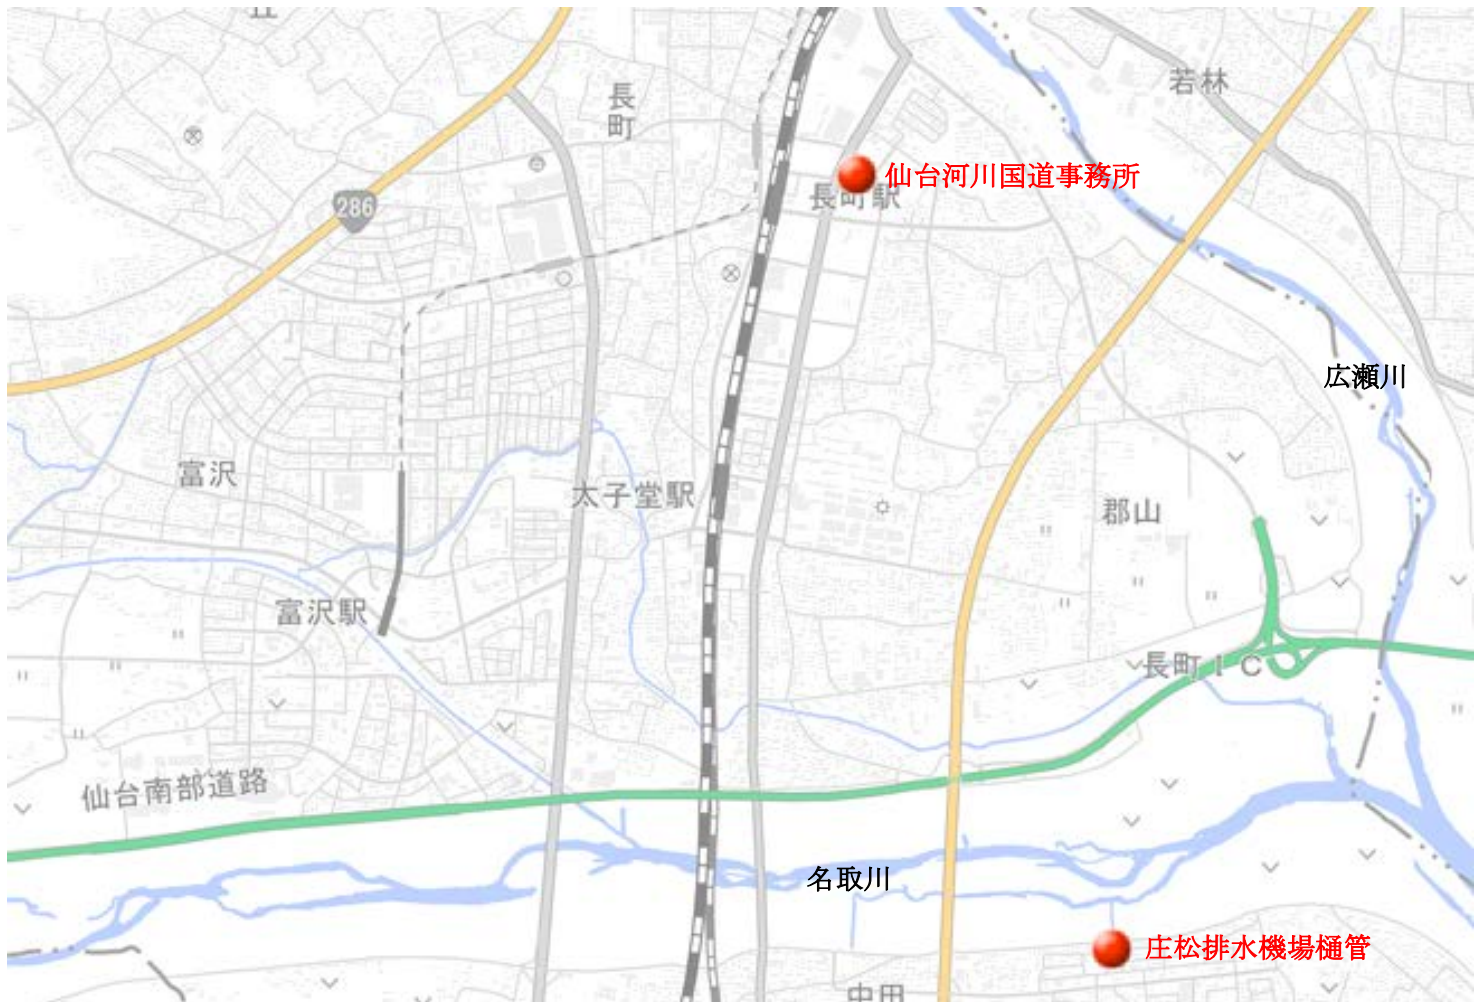 長町
若林
仙台河川国道事務所
長町駅
286
広瀬川
富沢
太子堂駅
郡山
富沢駅
長町IC
仙台南部道路
名取川
庄松排水機場樋管
中田